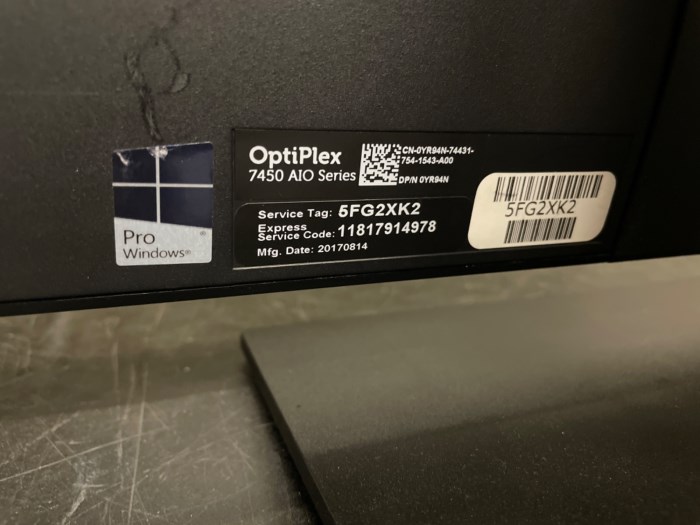 OptiPlex
7450 AIO Series
CN-0YR94N-74431-
754-1543-A00
DP/N 0YR94N
Service Tag: 5FG2XK2
Express
Service Code: 11817914978
Mfg. Date: 20170814
5FG2XK2
Pro
Windows®